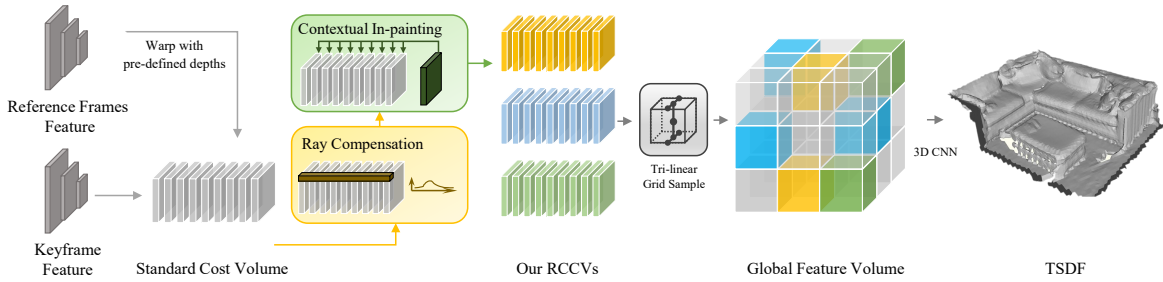 Reference Frames
Feature
Warp with
pre-defined depths
Keyframe
Feature
Standard Cost Volume
Contextual In-painting
Ray Compensation
Our RCCVs
Tri-linear
Grid Sample
Global Feature Volume
3D CNN
TSDF